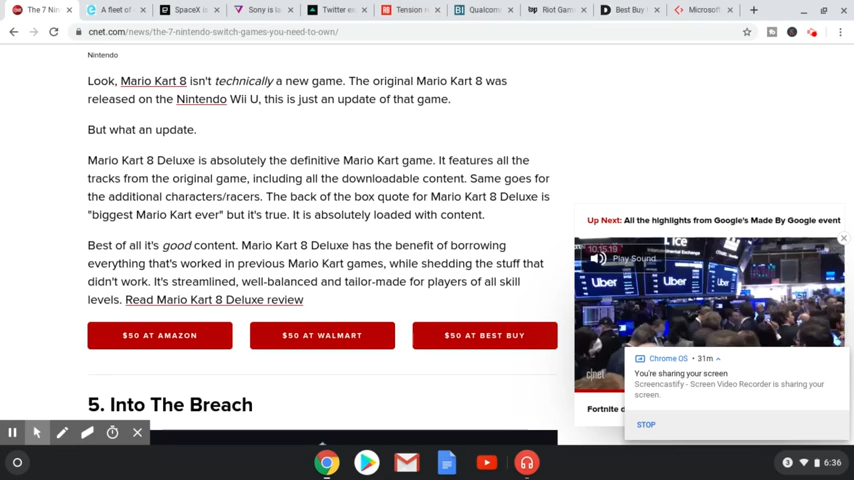 The 7 Nin
A fleet of
SpaceX i
Sony is la
Twitter ex
Tension r
Qualcom
Riot Gam
Best Buy
Microsof
cnet.com/news/the-7-nintendo-switch-games-you-need-to-own/
Nintendo
Look, Mario Kart 8 isn't technically a new game. The original Mario Kart 8 was
released on the Nintendo Wii U, this is just an update of that game.
But what an update.
Mario Kart 8 Deluxe is absolutely the definitive Mario Kart game. It features all the
tracks from the original game, including all the downloadable content. Same goes for
the additional characters/racers. The back of the box quote for Mario Kart 8 Deluxe is
"biggest Mario Kart ever" but it's true. It is absolutely loaded with content.
Best of all it's good content. Mario Kart 8 Deluxe has the benefit of borrowing
everything that's worked in previous Mario Kart games, while shedding the stuff that
didn't work. It's streamlined, well-balanced and tailor-made for players of all skill
levels. Read Mario Kart 8 Deluxe review
$50 AT AMAZON
$50 AT WALMART
$50 AT BEST BUY
5. Into The Breach
Up Next: All the highlights from Google's Made By Google event
10.15.19
Play Sound
Uber
Uber
Uber
cnet
Fortnite d
Chrome OS • 31m
You're sharing your screen
Screencastify - Screen Video Recorder is sharing your
screen.
STOP
3
6:36